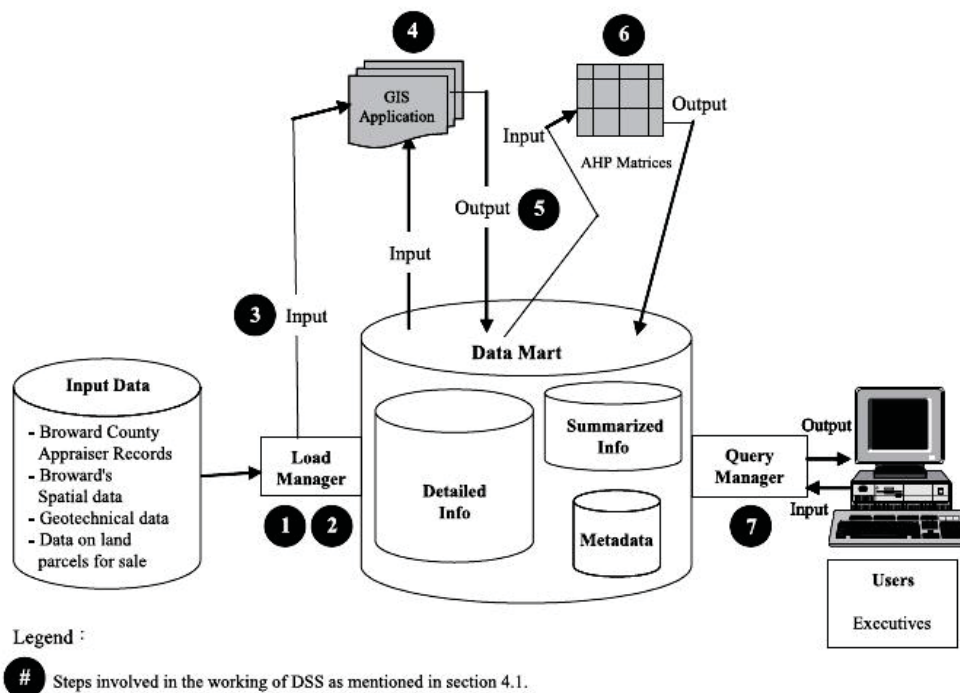 4
6
GIS
Application
Output
Input
AHP Matrices
Output
5
Input
3
Input
Data Mart
Input Data
- Broward County
Appraiser Records
- Broward's
Spatial data
- Geotechnical data
- Data on land
parcels for sale
Load
Manager
1
2
Detailed
Info
Summarized
Info
Metadata
Query
Manager
7
Output
Input
Users
Executives
Legend :
# Steps involved in the working of DSS as mentioned in section 4.1.